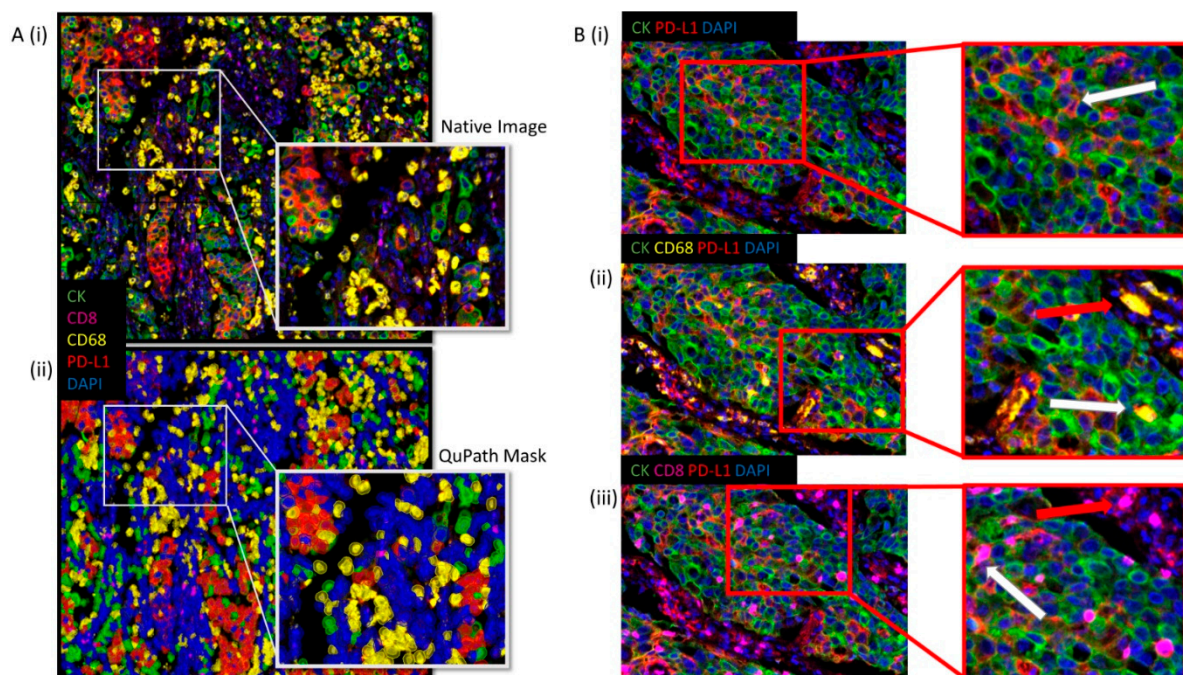 A (i)
Native Image
CK
CD8
CD68
PD-L1
DAPI
(ii)
QuPath Mask
B (i)
CK PD-L1 DAPI
(ii)
CK CD68 PD-L1 DAPI
(iii)
CK CD8 PD-L1 DAPI